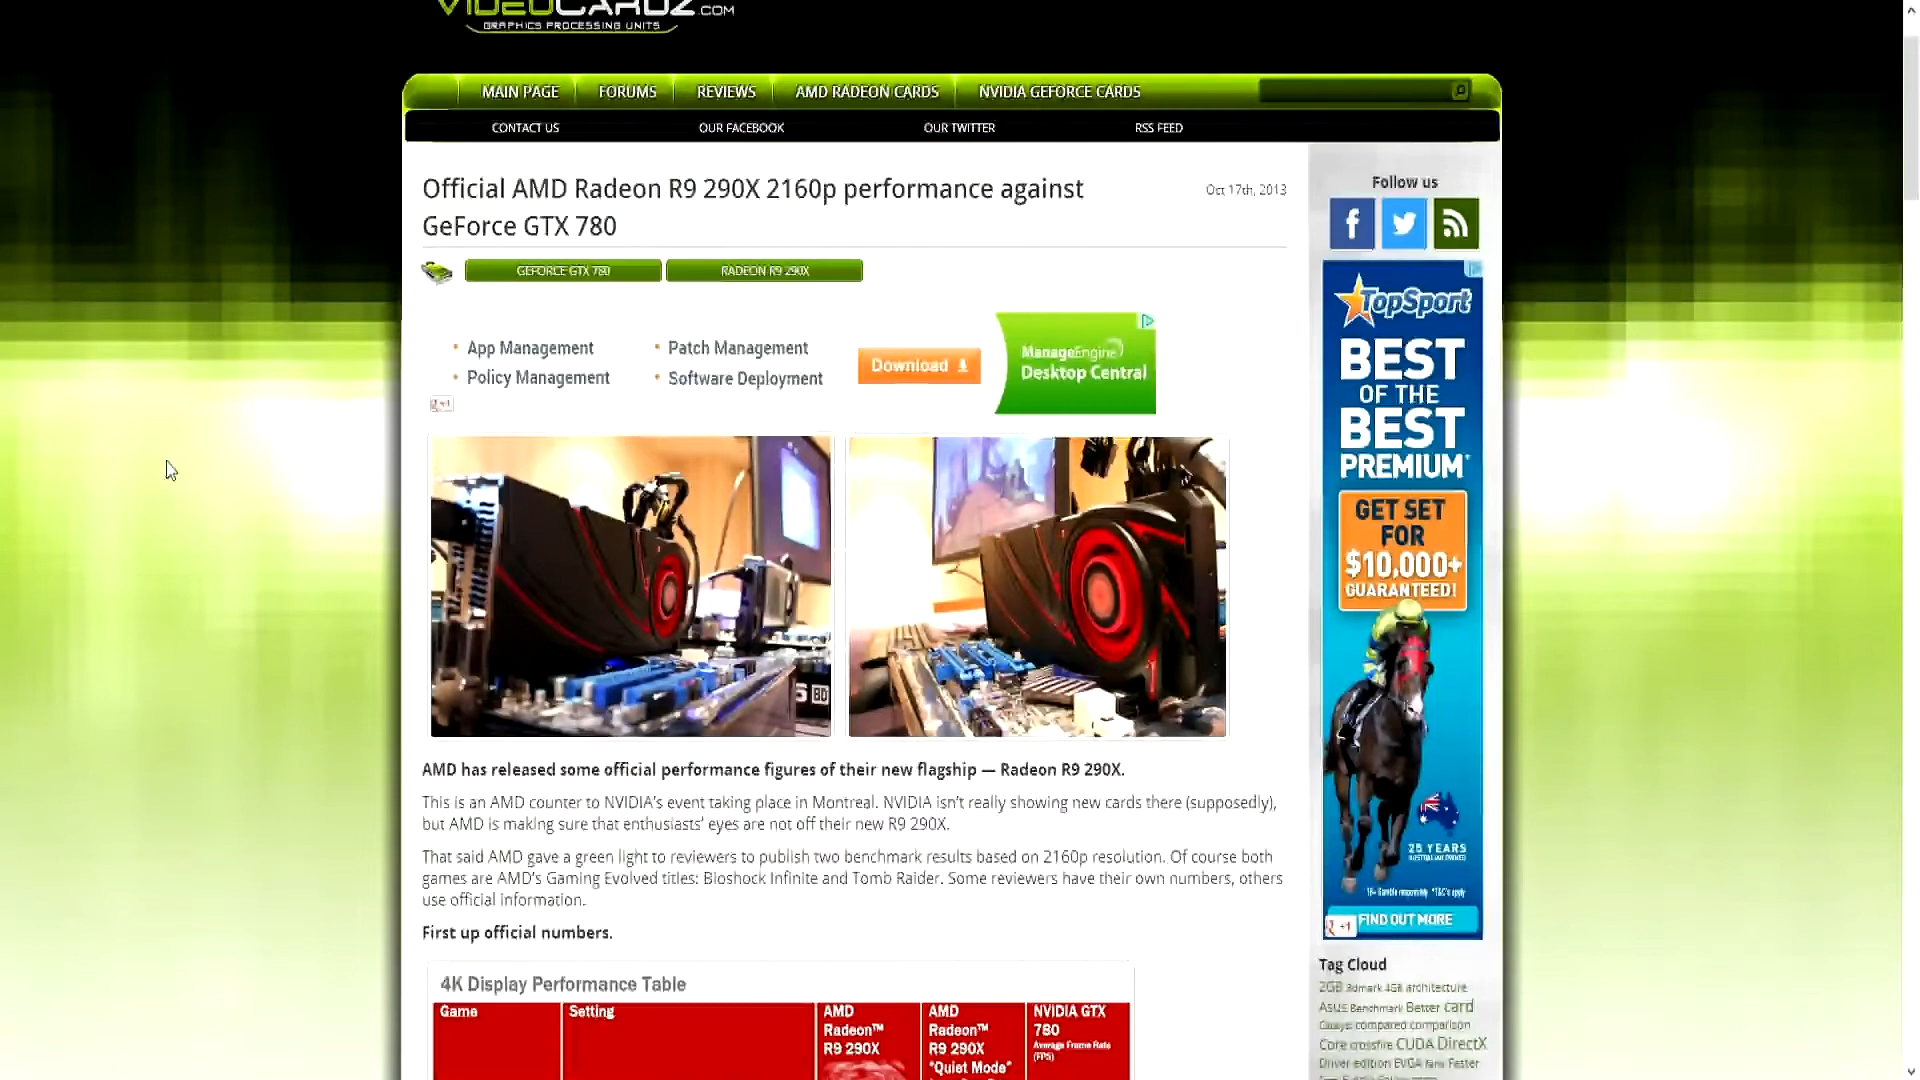 VIDEOCARDZ.COM
GRAPHICS PROCESSING UNITS
MAIN PAGE
FORUMS
REVIEWS
AMD RADEON CARDS
NVIDIA GEFORCE CARDS
CONTACT US
OUR FACEBOOK
OUR TWITTER
RSS FEED
Official AMD Radeon R9 290X 2160p performance against
GeForce GTX 780
Oct 17th, 2013
GEFORCE GTX 780
RADEON R9 290X
App Management
Patch Management
Policy Management
Software Deployment
Download
ManageEngine
Desktop Central
+1
AMD has released some official performance figures of their new flagship — Radeon R9 290X.
This is an AMD counter to NVIDIA's event taking place in Montreal. NVIDIA isn't really showing new cards there (supposedly),
but AMD is making sure that enthusiasts' eyes are not off their new R9 290X.
That said AMD gave a green light to reviewers to publish two benchmark results based on 2160p resolution. Of course both
games are AMD's Gaming Evolved titles: Bioshock Infinite and Tomb Raider. Some reviewers have their own numbers, others
use official information.
First up official numbers.
4K Display Performance Table
Game
Setting
AMD
Radeon™
R9 290X
AMD
Radeon™
R9 290X
"Quiet Mode"
NVIDIA GTX
780
Average Frame Rate
(FPS)
Follow us
TopSport
BEST
OF THE
BEST
PREMIUM*
GET SET
FOR
$10,000+
GUARANTEED!
25 YEARS
AUSTRALIAN OWNED
18+ Gamble responsibly *T&C's apply
FIND OUT MORE
+1
Tag Cloud
2GB 3dmark 4GB architecture
ASUS Benchmark Better card
Catalyst compared comparison
Core crossfire CUDA DirectX
Driver edition EVGA fans Faster